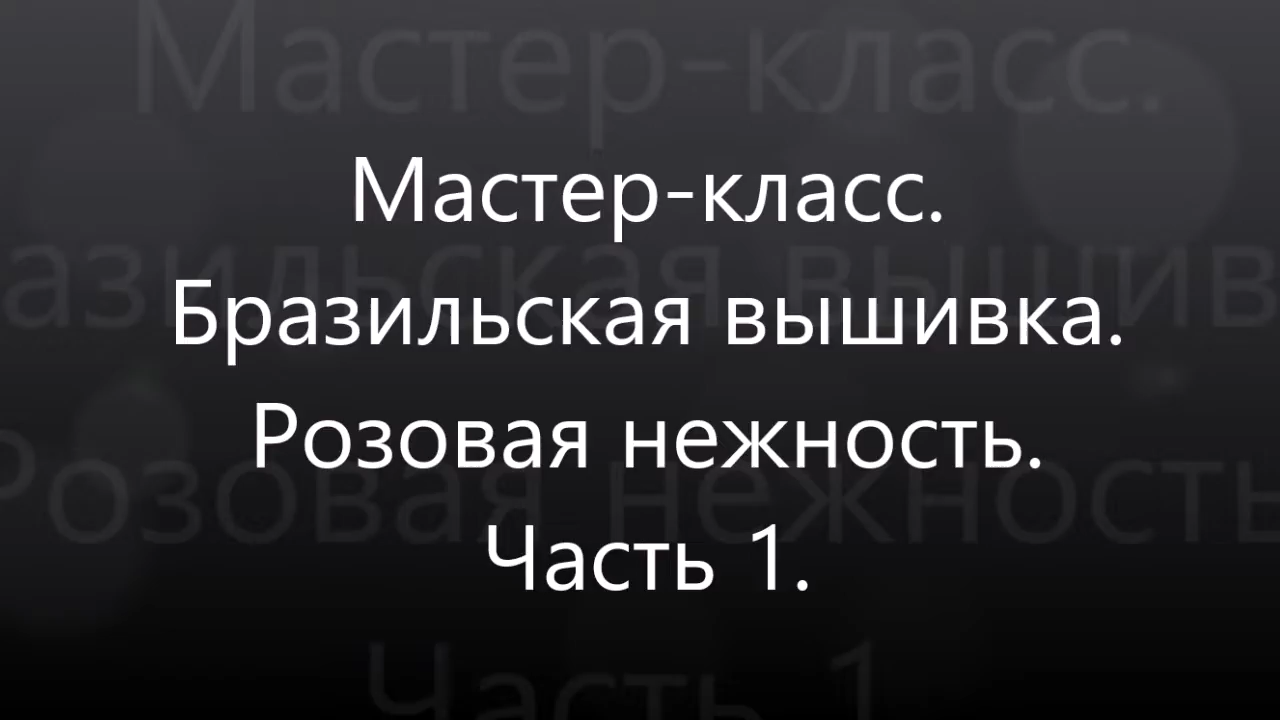 Мастер-класс.
Бразильская вышивка.
Розовая нежность.
Часть 1.